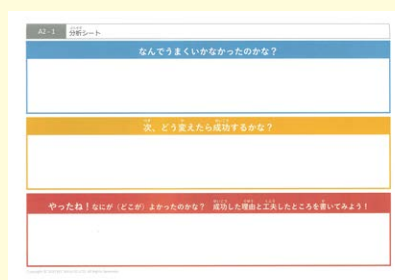 A2-1 分析シート
なんでうまくいかなかったのかな？
次、どう変えたら成功するかな？
やったね！なにが（どこが）よかったのかな？ 成功した理由と工夫したところを書いてみよう！